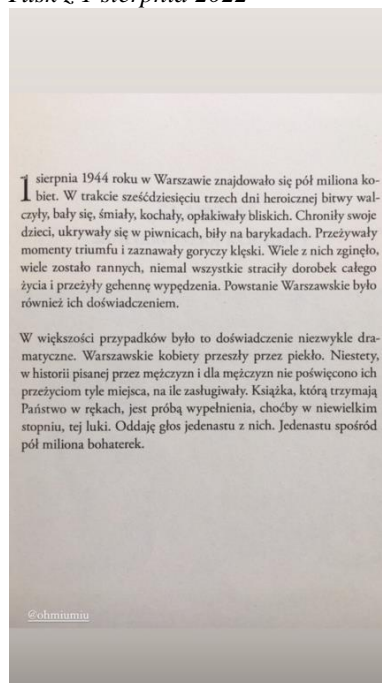 z 1 sierpnia 2022
1 sierpnia 1944 roku w Warszawie znajdowało się pół miliona ko-
biet. W trakcie sześćdziesięciu trzech dni heroicznej bitwy wal-
czyły, bały się, śmiały, kochały, opłakiwały bliskich. Chroniły swoje
dzieci, ukrywały się w piwnicach, biły na barykadach. Przeżywały
momenty triumfu i zaznawały goryczy klęski. Wiele z nich zginęło,
wiele zostało rannych, niemal wszystkie straciły dorobek całego
życia i przeżyły gehennę wypędzenia. Powstanie Warszawskie było
również ich doświadczeniem.
W większości przypadków było to doświadczenie niezwykle dra-
matyczne. Warszawskie kobiety przeszły przez piekło. Niestety,
w historii pisanej przez mężczyzn i dla mężczyzn nie poświęcono ich
przeżyciom tyle miejsca, na ile zasługiwały. Książka, którą trzymają
Państwo w rękach, jest próbą wypełnienia, choćby w niewielkim
stopniu, tej luki. Oddaję głos jedenastu z nich. Jedenastu spośród
pół miliona bohaterek.
@ohmiumiu